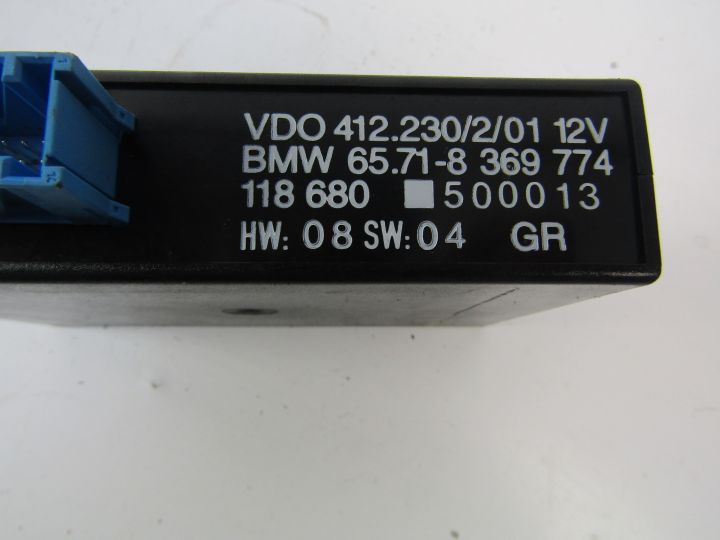 VDO 412.230/2/01 12V
BMW 65.71-8 369 774
118 680 500013
HW: 08 SW: 04 GR